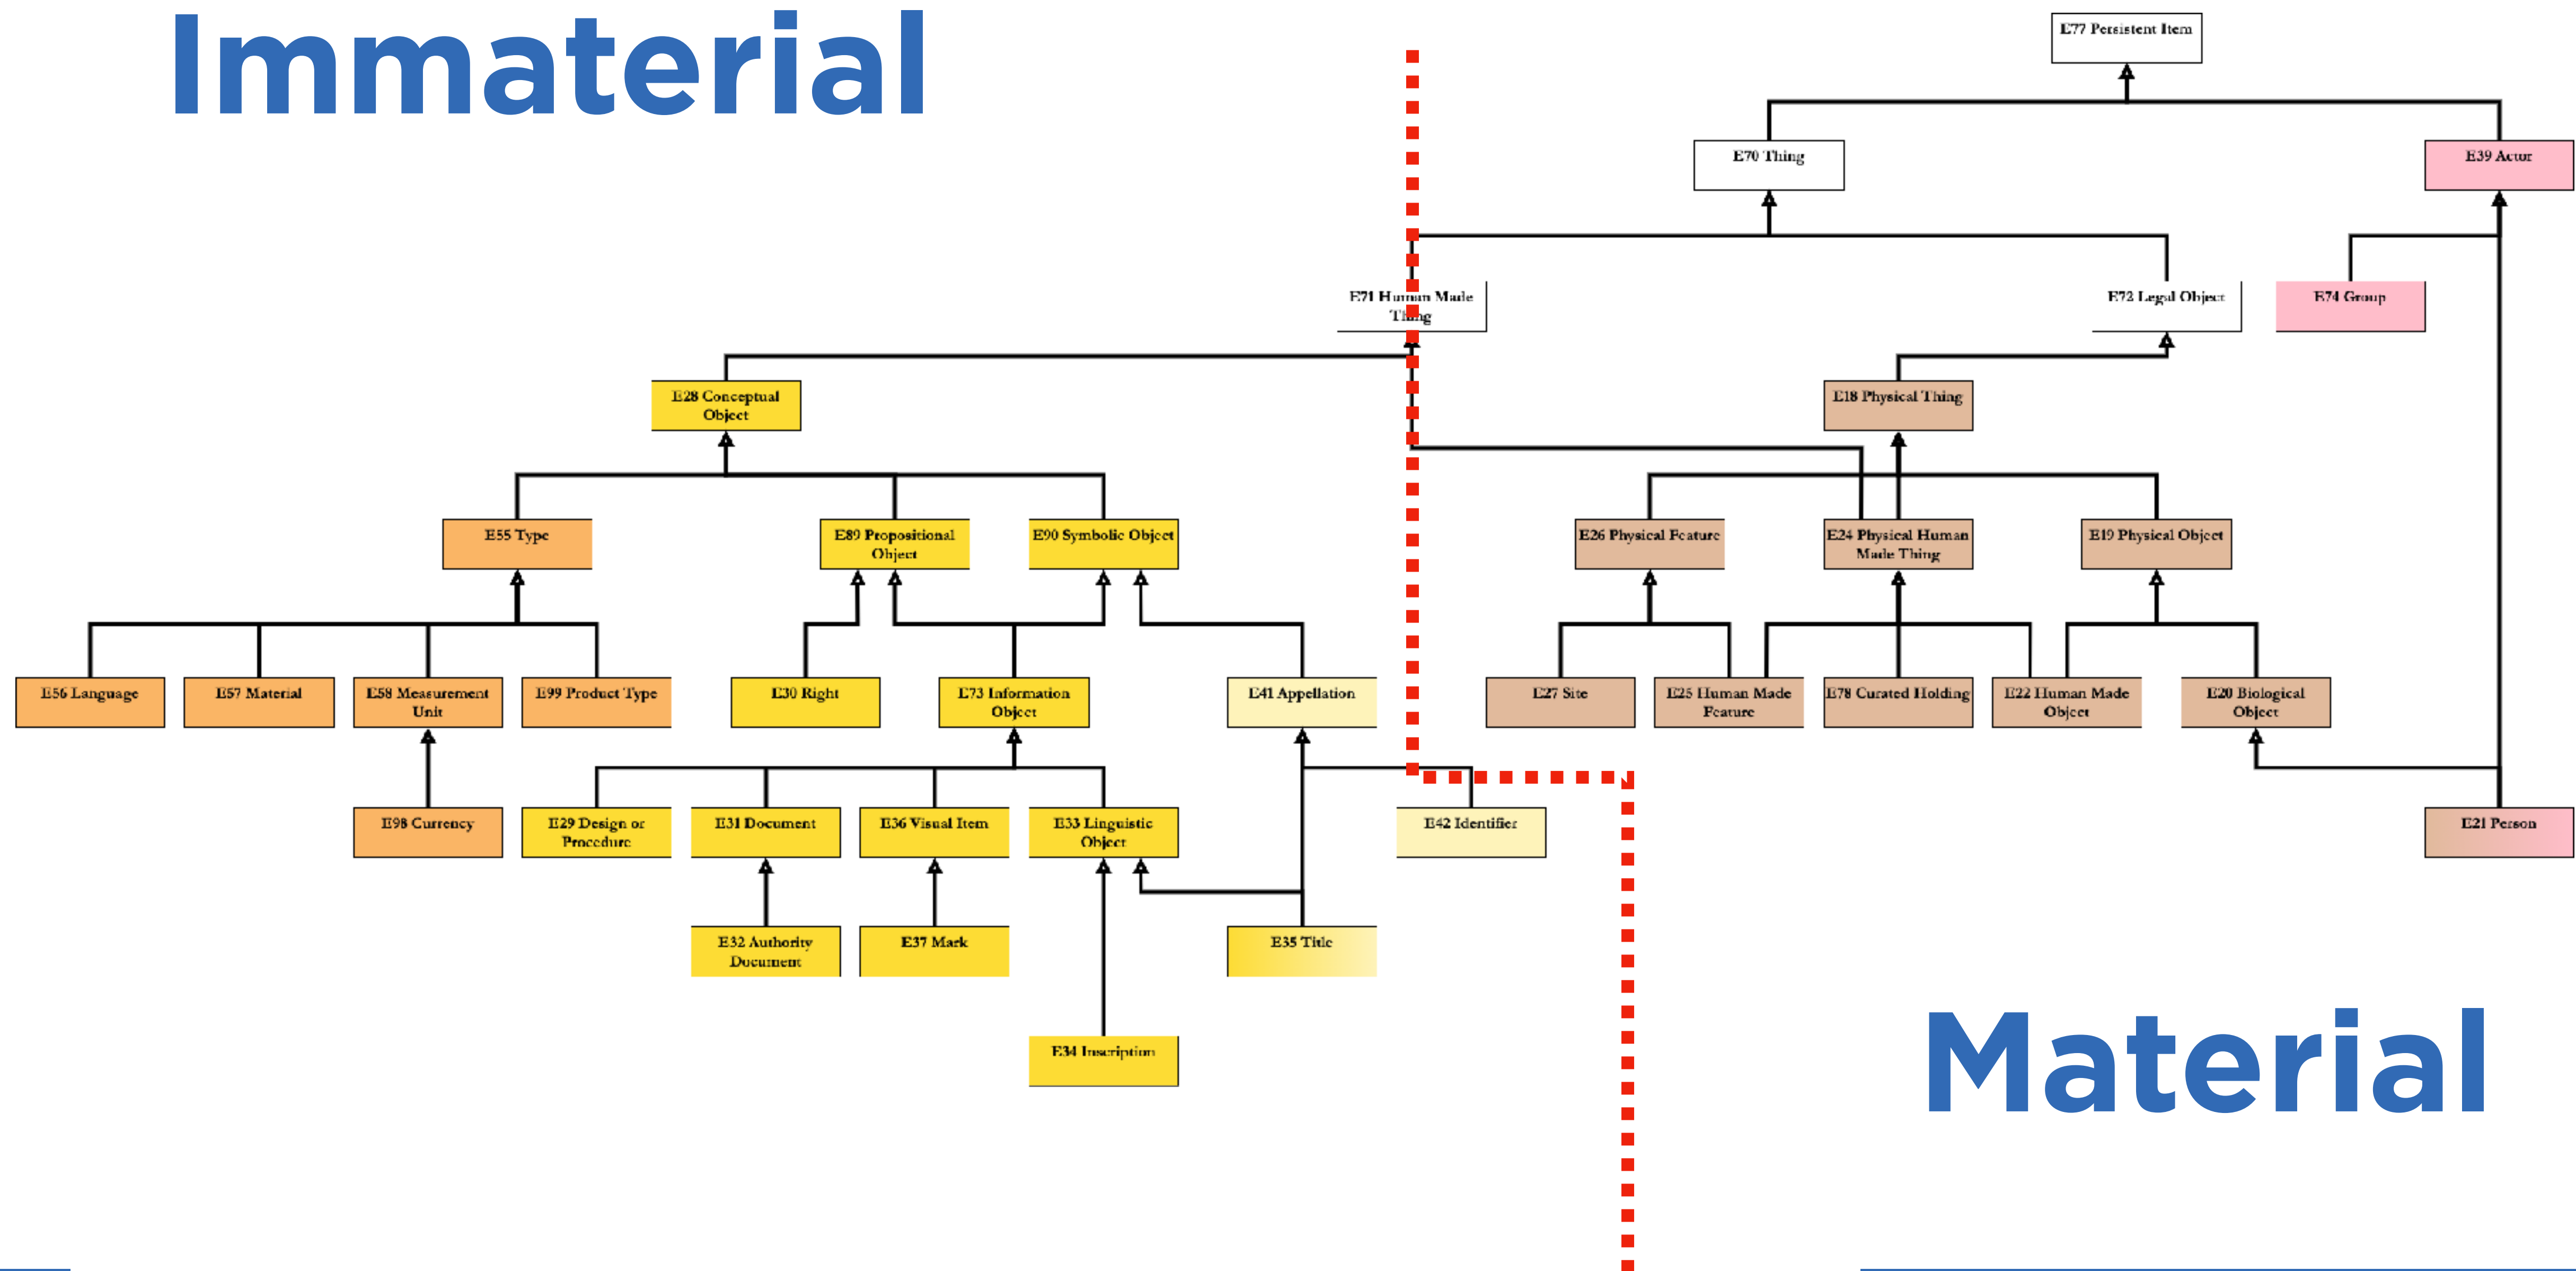 Immaterial
E77 Persistent Item
E70 Thing
E39 Actor
E71 Human Made
Thing
E72 Legal Object
E74 Group
E28 Conceptual
Object
E18 Physical Thing
E55 Type
E89 Propositional
Object
E90 Symbolic Object
E26 Physical Feature
E24 Physical Human
Made Thing
E19 Physical Object
E56 Language
E57 Material
E58 Measurement
Unit
E99 Product Type
E30 Right
E73 Information
Object
E41 Appellation
E27 Site
E25 Human Made
Feature
E78 Curated Holding
E22 Human Made
Object
E20 Biological
Object
E98 Currency
E29 Design or
Procedure
E31 Document
E36 Visual Item
E33 Linguistic
Object
E42 Identifier
E21 Person
E32 Authority
Document
E37 Mark
E35 Title
E34 Inscription
Material